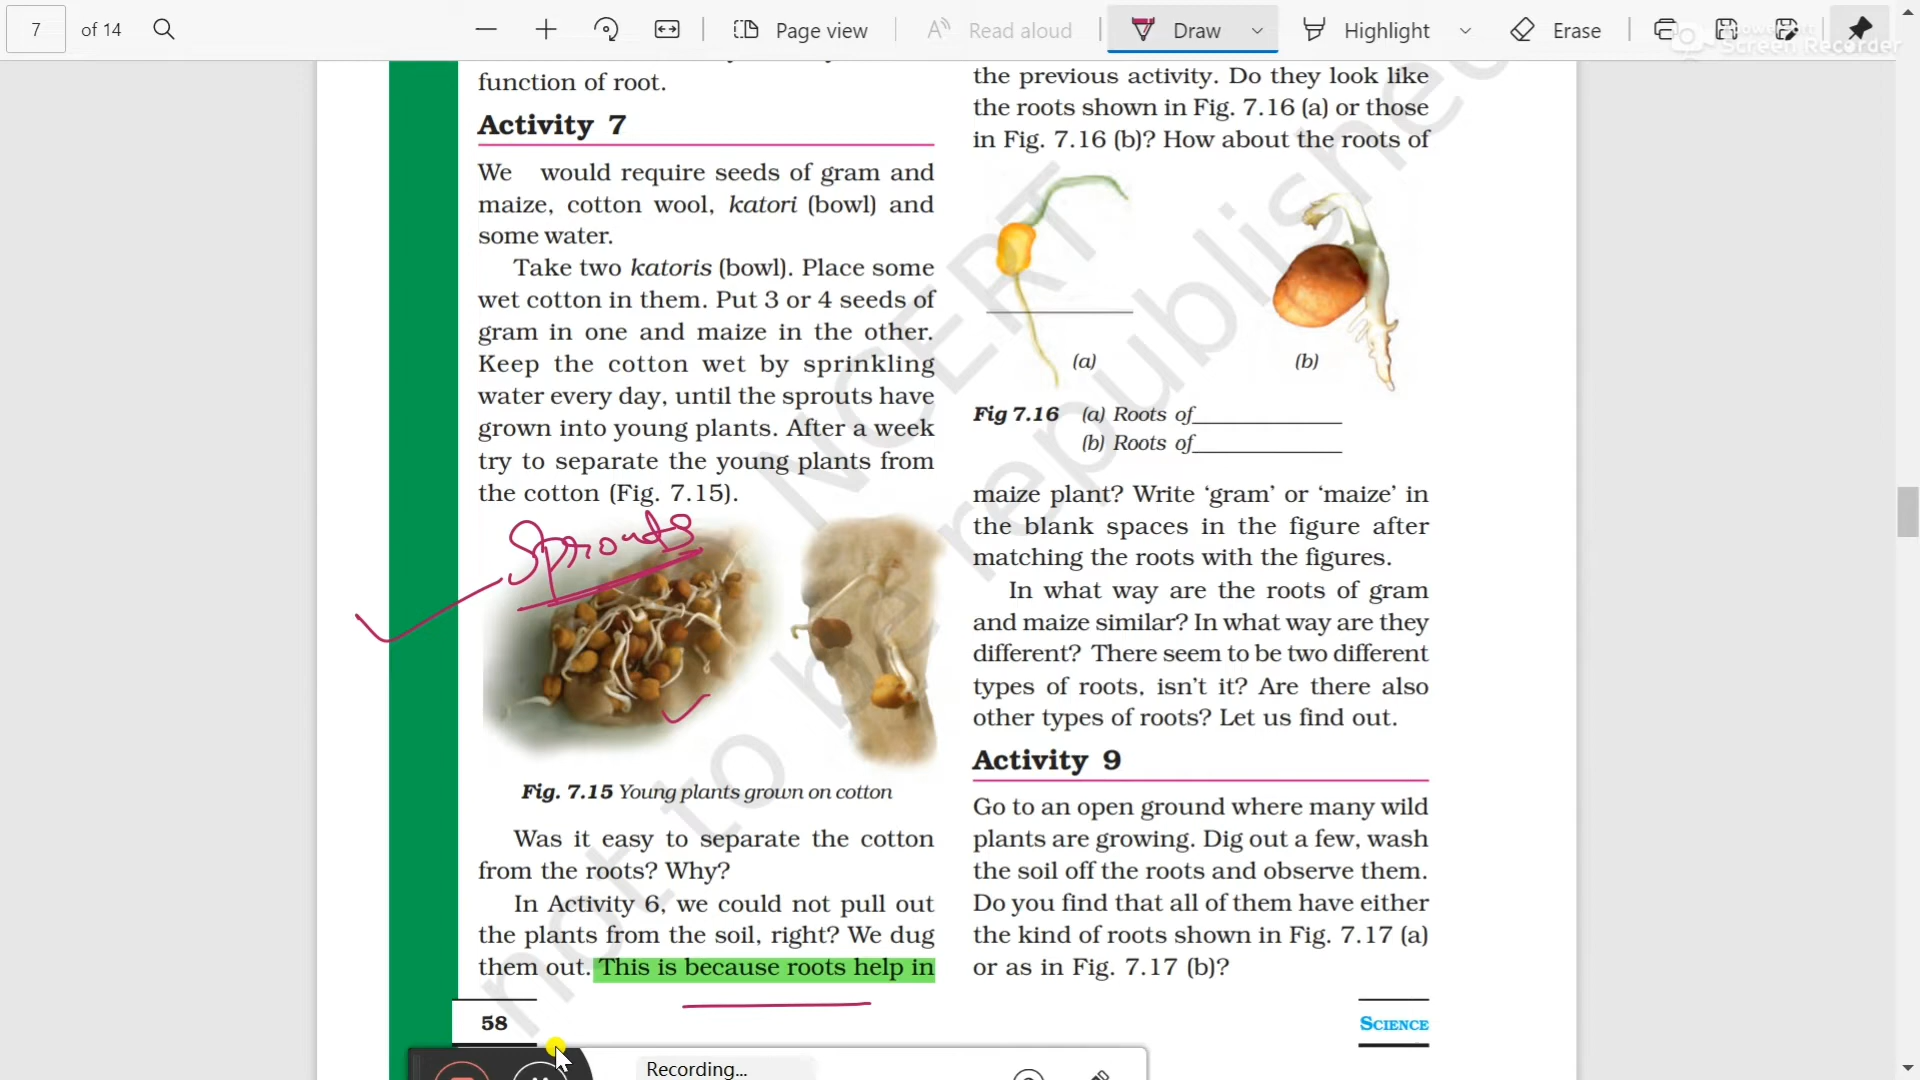 7 of 14 Page view Read aloud Draw Highlight Erase
Screen Recorder
function of root.
Activity 7
We would require seeds of gram and
maize, cotton wool, katori (bowl) and
some water.
Take two katoris (bowl). Place some
wet cotton in them. Put 3 or 4 seeds of
gram in one and maize in the other.
Keep the cotton wet by sprinkling
water every day, until the sprouts have
grown into young plants. After a week
try to separate the young plants from
the cotton (Fig. 7.15).
Sprouts
Fig. 7.15 Young plants grown on cotton
Was it easy to separate the cotton
from the roots? Why?
In Activity 6, we could not pull out
the plants from the soil, right? We dug
them out. This is because roots help in
58
the previous activity. Do they look like
the roots shown in Fig. 7.16 (a) or those
in Fig. 7.16 (b)? How about the roots of
(a) (b)
Fig 7.16 (a) Roots of____________
(b) Roots of____________
maize plant? Write ‘gram’ or ‘maize’ in
the blank spaces in the figure after
matching the roots with the figures.
In what way are the roots of gram
and maize similar? In what way are they
different? There seem to be two different
types of roots, isn’t it? Are there also
other types of roots? Let us find out.
Activity 9
Go to an open ground where many wild
plants are growing. Dig out a few, wash
the soil off the roots and observe them.
Do you find that all of them have either
the kind of roots shown in Fig. 7.17 (a)
or as in Fig. 7.17 (b)?
SCIENCE
NCERT
not to be republished
Recording...